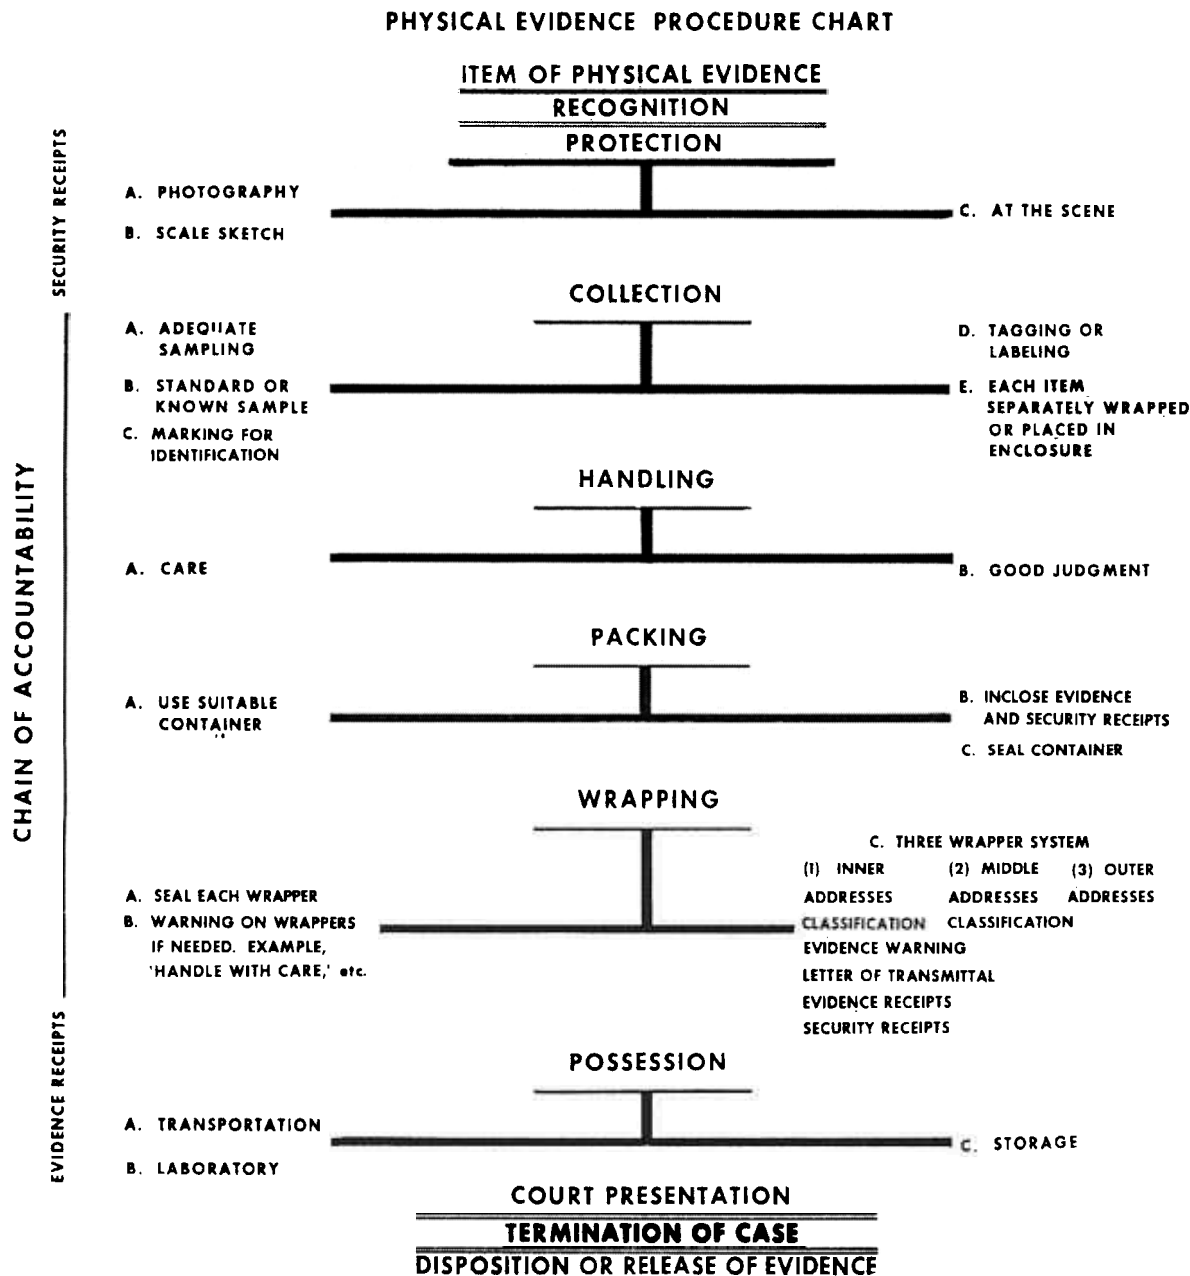 PHYSICAL EVIDENCE PROCEDURE CHART
ITEM OF PHYSICAL EVIDENCE
RECOGNITION
PROTECTION
A. PHOTOGRAPHY
B. SCALE SKETCH
C. AT THE SCENE
COLLECTION
A. ADEQUATE
SAMPLING
B. STANDARD OR
KNOWN SAMPLE
C. MARKING FOR
IDENTIFICATION
D. TAGGING OR
LABELING
E. EACH ITEM
SEPARATELY WRAPPED
OR PLACED IN
ENCLOSURE
HANDLING
A. CARE
B. GOOD JUDGMENT
PACKING
A. USE SUITABLE
CONTAINER
B. INCLOSE EVIDENCE
AND SECURITY RECEIPTS
C. SEAL CONTAINER
WRAPPING
A. SEAL EACH WRAPPER
B. WARNING ON WRAPPERS
IF NEEDED. EXAMPLE,
'HANDLE WITH CARE,' etc.
C. THREE WRAPPER SYSTEM
(1) INNER (2) MIDDLE (3) OUTER
ADDRESSES ADDRESSES ADDRESSES
CLASSIFICATION CLASSIFICATION
EVIDENCE WARNING
LETTER OF TRANSMITTAL
EVIDENCE RECEIPTS
SECURITY RECEIPTS
POSSESSION
A. TRANSPORTATION
B. LABORATORY
C. STORAGE
COURT PRESENTATION
TERMINATION OF CASE
DISPOSITION OR RELEASE OF EVIDENCE
SECURITY RECEIPTS
CHAIN OF ACCOUNTABILITY
EVIDENCE RECEIPTS